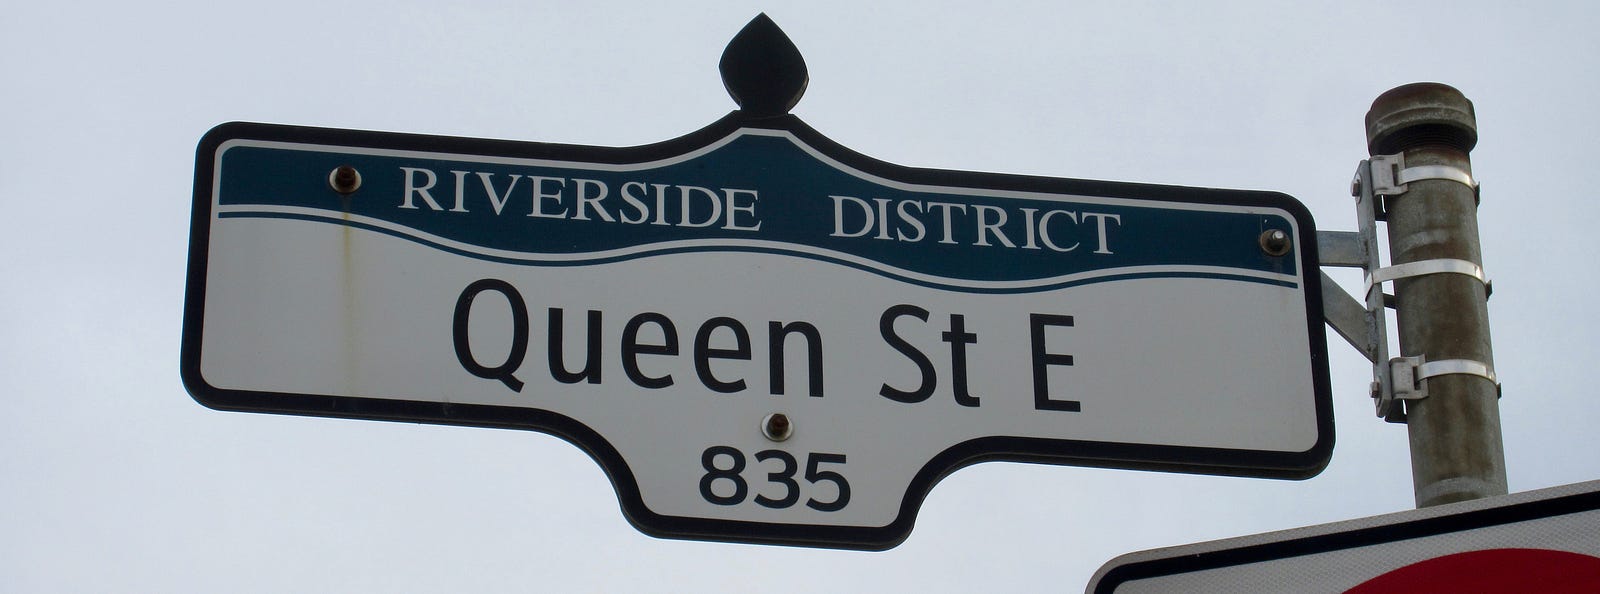 RIVERSIDE DISTRICT
Queen St E
835